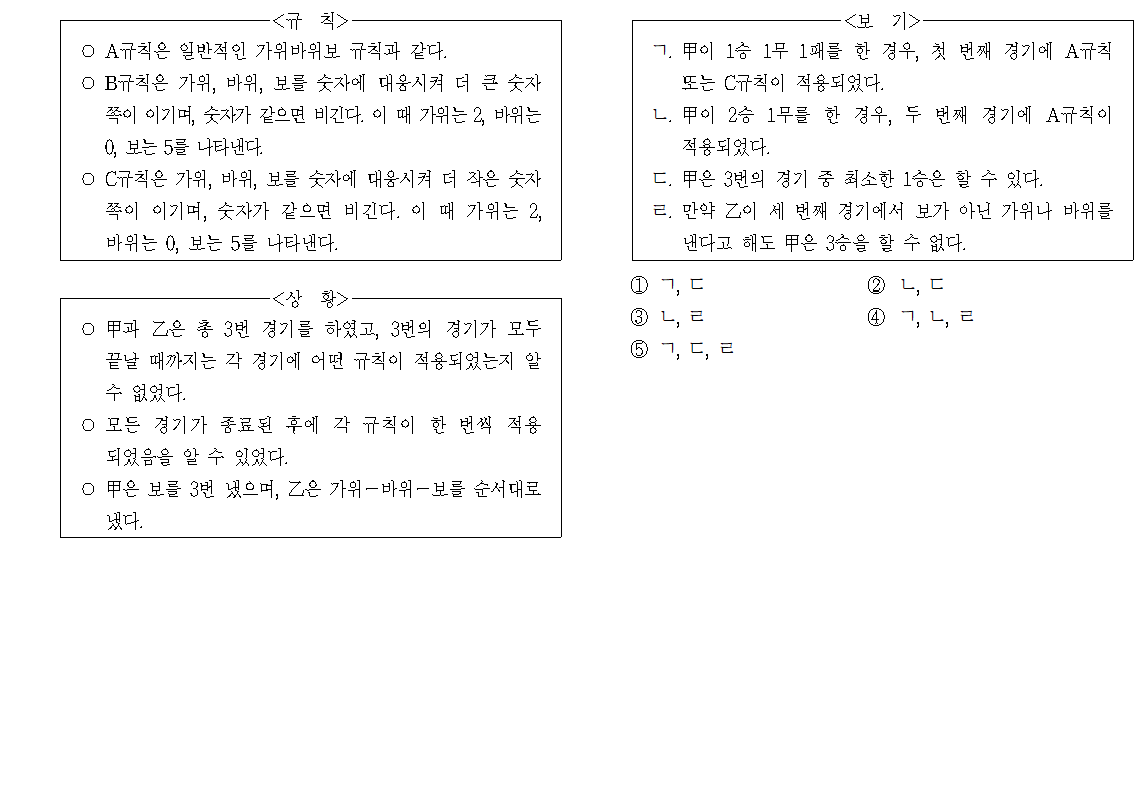 <규 칙>
○ A규칙은 일반적인 가위바위보 규칙과 같다.
○ B규칙은 가위, 바위, 보를 숫자에 대응시켜 더 큰 숫자
쪽이 이기며, 숫자가 같으면 비긴다. 이 때 가위는 2, 바위는
0, 보는 5를 나타낸다.
○ C규칙은 가위, 바위, 보를 숫자에 대응시켜 더 작은 숫자
쪽이 이기며, 숫자가 같으면 비긴다. 이 때 가위는 2,
바위는 0, 보는 5를 나타낸다.
<상 황>
○ 甲과 乙은 총 3번 경기를 하였고, 3번의 경기가 모두
끝날 때까지는 각 경기에 어떤 규칙이 적용되었는지 알
수 없었다.
○ 모든 경기가 종료된 후에 각 규칙이 한 번씩 적용
되었음을 알 수 있었다.
○ 甲은 보를 3번 냈으며, 乙은 가위－바위－보를 순서대로
냈다.
<보 기>
ㄱ. 甲이 1승 1무 1패를 한 경우, 첫 번째 경기에 A규칙
또는 C규칙이 적용되었다.
ㄴ. 甲이 2승 1무를 한 경우, 두 번째 경기에 A규칙이
적용되었다.
ㄷ. 甲은 3번의 경기 중 최소한 1승은 할 수 있다.
ㄹ. 만약 乙이 세 번째 경기에서 보가 아닌 가위나 바위를
낸다고 해도 甲은 3승을 할 수 없다.
① ㄱ, ㄷ ② ㄴ, ㄷ
③ ㄴ, ㄹ ④ ㄱ, ㄴ, ㄹ
⑤ ㄱ, ㄷ, ㄹ